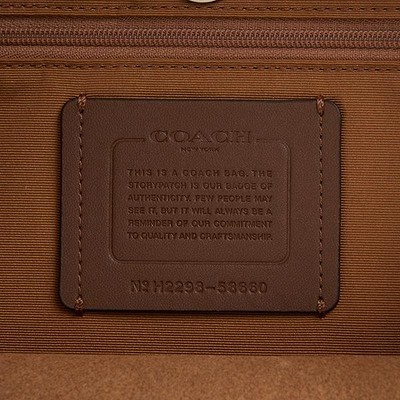 COACH
NEW YORK
THIS IS A COACH BAG. THE
STORYPATCH IS OUR BADGE OF
AUTHENTICITY. FEW PEOPLE MAY
SEE IT, BUT IT WILL ALWAYS BE A
REMINDER OF OUR COMMITMENT
TO QUALITY AND CRAFTSMANSHIP.
Nº H2293-58660